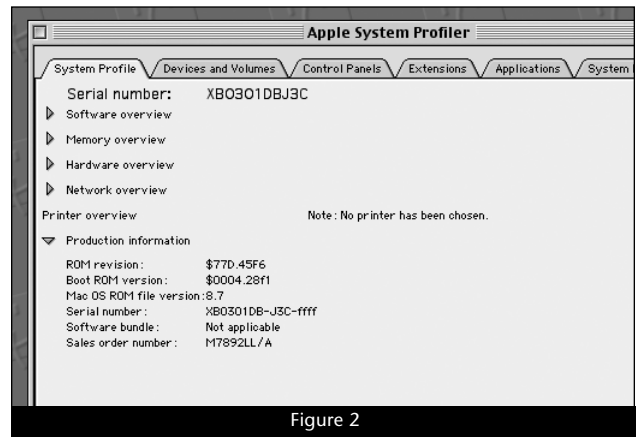 Apple System Profiler
System Profile Devices and Volumes Control Panels Extensions Applications System
Serial number: XB0301DBJ3C
Software overview
Memory overview
Hardware overview
Network overview
Printer overview Note: No printer has been chosen.
Production information
ROM revision: $77D.45F6
Boot ROM version: $0004.28f1
Mac OS ROM file version: 8.7
Serial number: XB0301DB-J3C-ffff
Software bundle: Not applicable
Sales order number: M7892LL/A
Figure 2